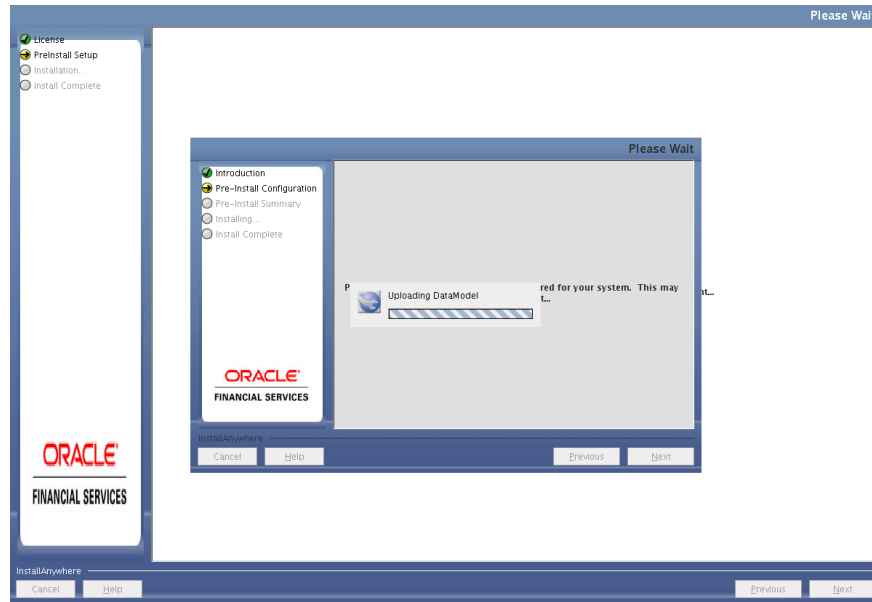 Please Wai
License
PreInstall Setup
Installation..
Install Complete
Please Wait
Introduction
Pre-Install Configuration
Pre-Install Summary
Installing...
Install Complete
P
red for your system. This may
t...
nt...
Uploading DataModel
ORACLE
FINANCIAL SERVICES
InstallAnywhere
Cancel
Help
Previous
Next
ORACLE
FINANCIAL SERVICES
InstallAnywhere
Cancel
Help
Previous
Next